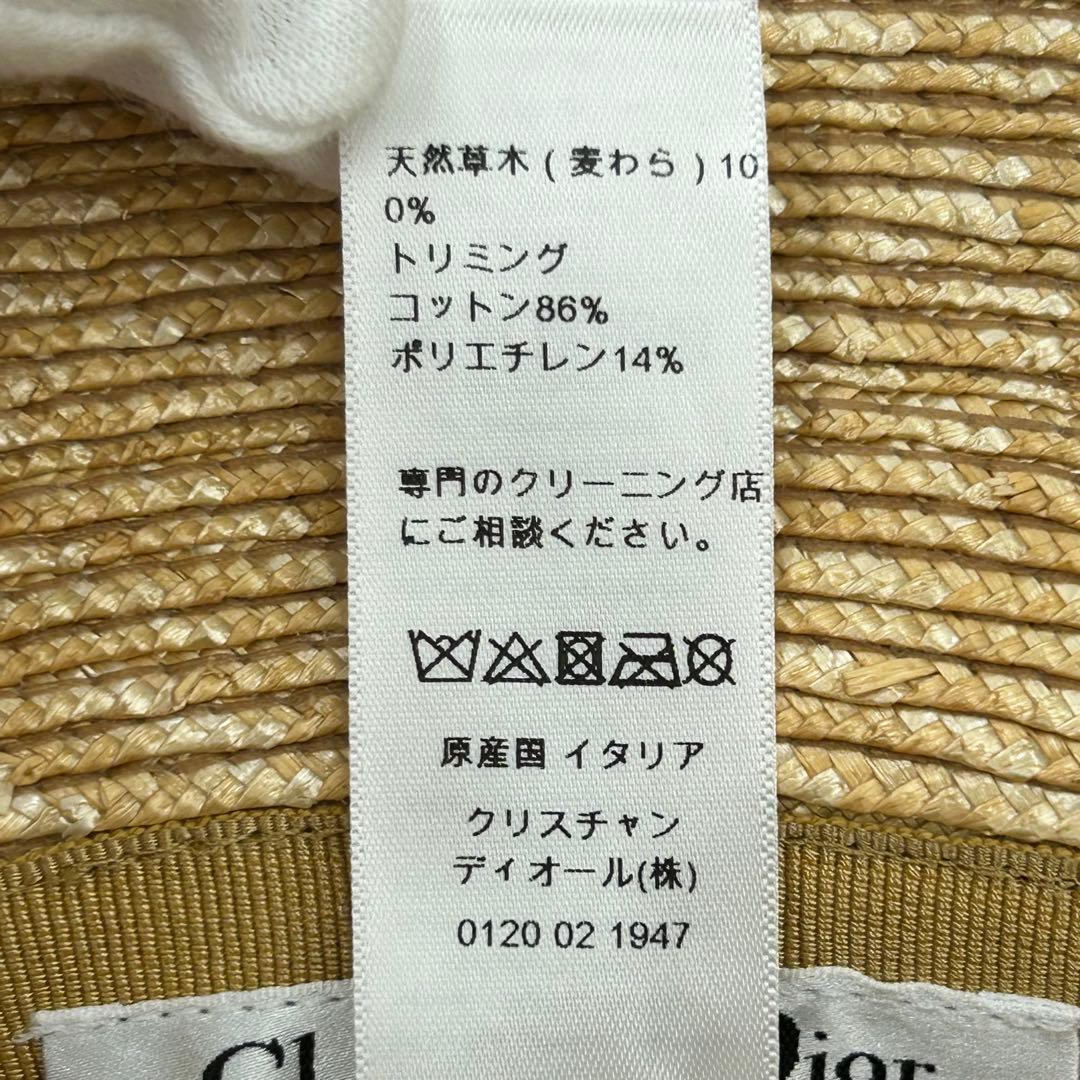 天然草木(麦わら)10
0%
トリミング
コットン86%
ポリエチレン14%
専門のクリーニング店
にご相談ください。
原産国 イタリア
クリスチャン
ディオール(株)
0120 02 1947
Dior